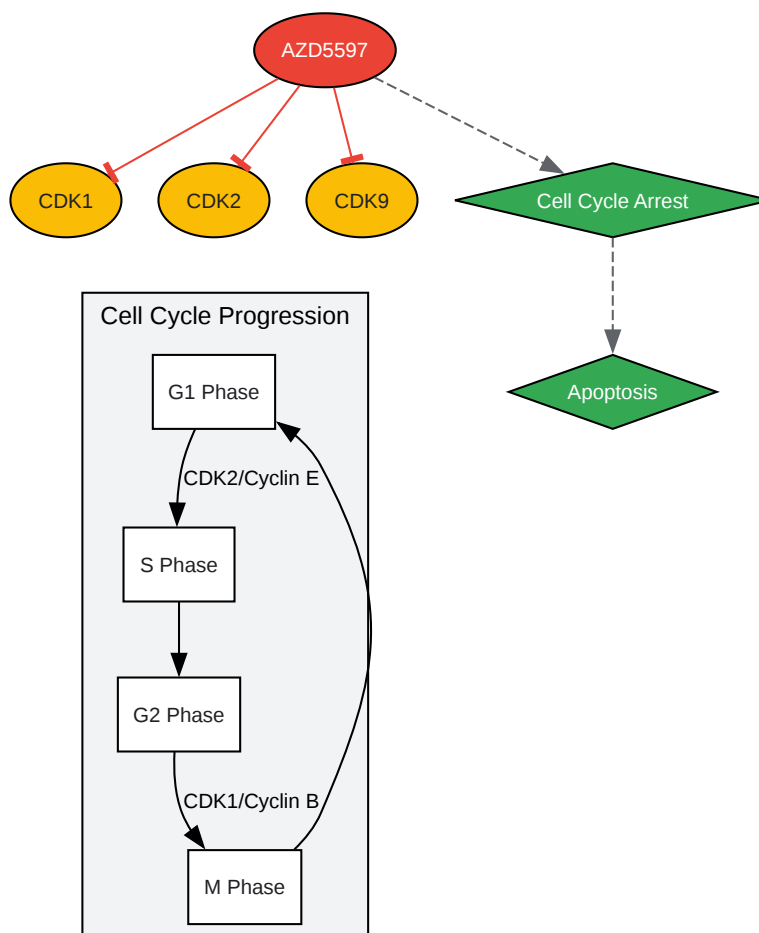 AZD5597
CDK1
CDK2
CDK9
Cell Cycle Arrest
Cell Cycle Progression
G1 Phase
Apoptosis
CDK2/Cyclin E
S Phase
G2 Phase
CDK1/Cyclin B
M Phase